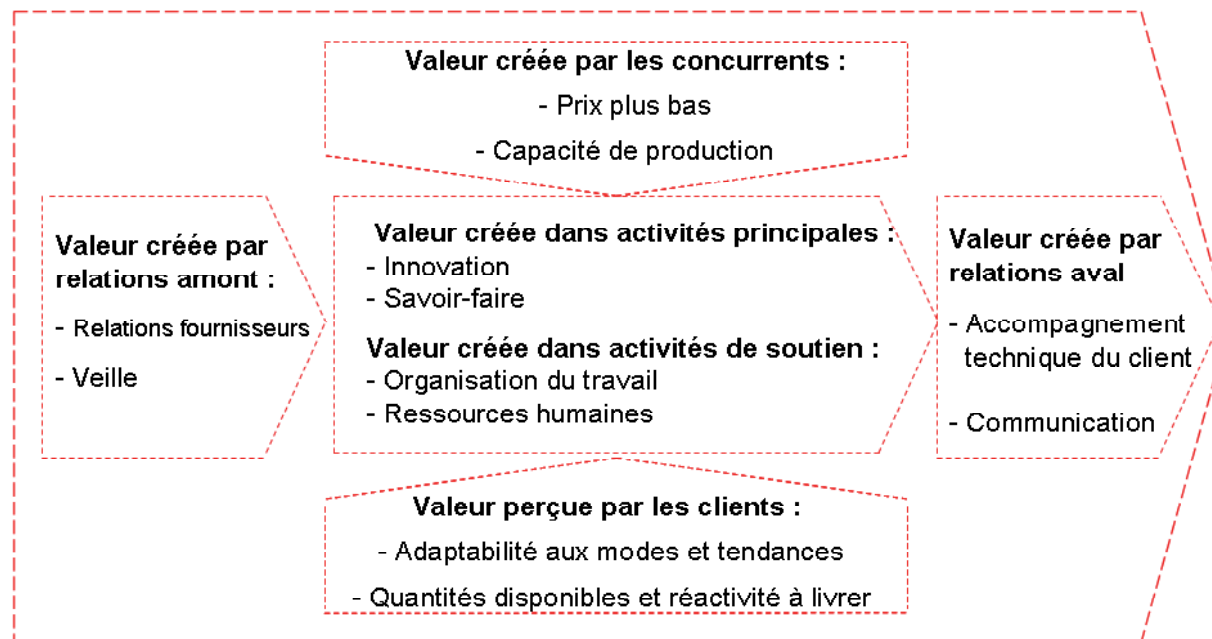 Valeur créée par les concurrents :
- Prix plus bas
- Capacité de production
Valeur créée par
relations amont :
- Relations fournisseurs
- Veille
Valeur créée dans activités principales :
- Innovation
- Savoir-faire
Valeur créée dans activités de soutien :
- Organisation du travail
- Ressources humaines
Valeur créée par
relations aval
- Accompagnement
technique du client
- Communication
Valeur perçue par les clients :
- Adaptabilité aux modes et tendances
- Quantités disponibles et réactivité à livrer